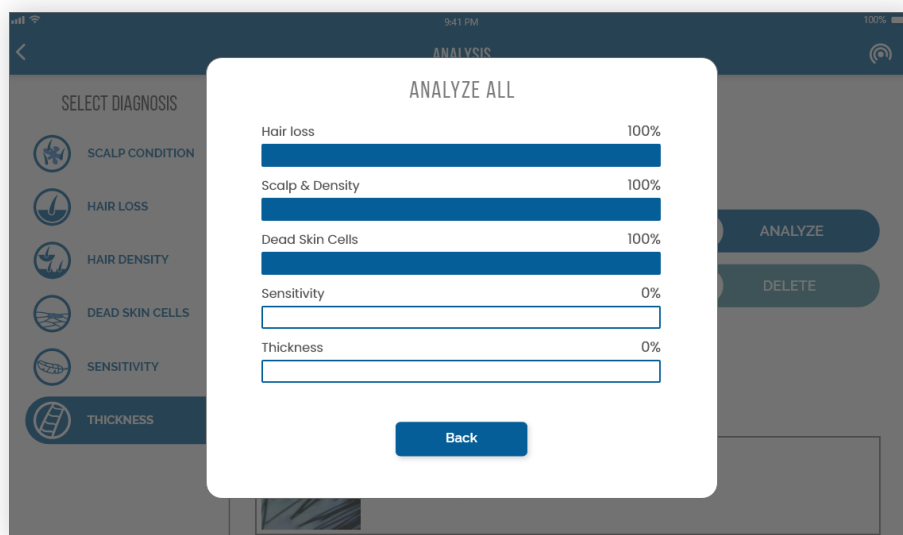 9:41 PM
100%
ANALYSIS
SELECT DIAGNOSIS
SCALP CONDITION
HAIR LOSS
HAIR DENSITY
DEAD SKIN CELLS
SENSITIVITY
THICKNESS
ANALYZE ALL
Hair loss 100%
Scalp & Density 100%
Dead Skin Cells 100%
Sensitivity 0%
Thickness 0%
Back
ANALYZE
DELETE